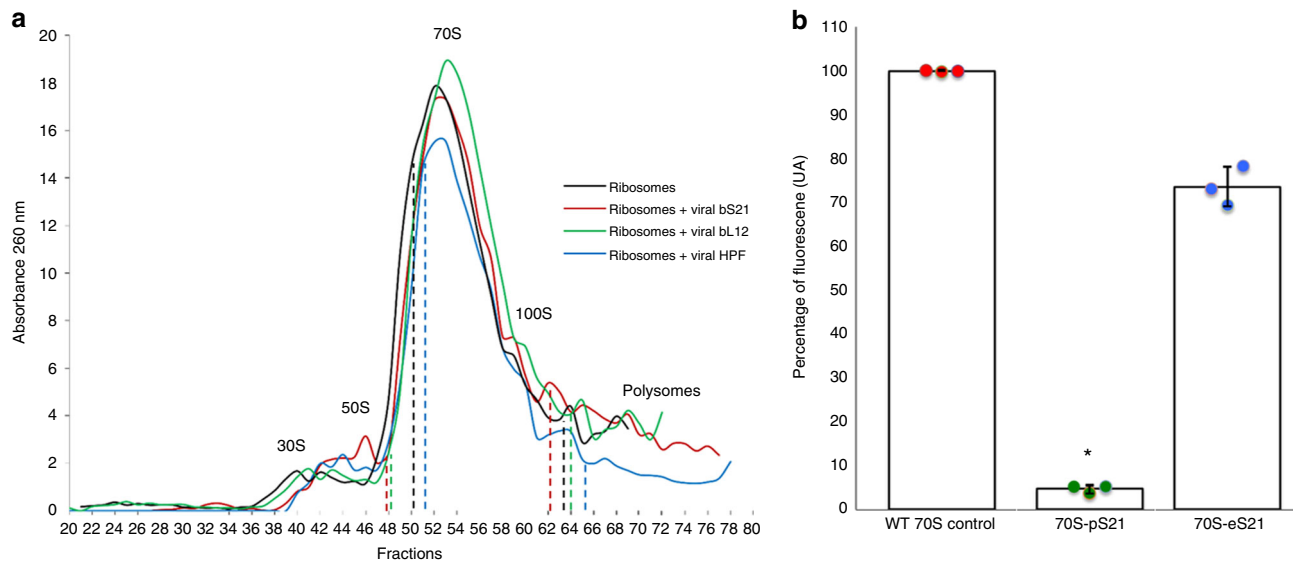 a
Absorbance 260 nm
20
18
16
14
12
10
8
6
4
2
0
70S
100S
50S
30S
Polysomes
Ribosomes
Ribosomes + viral bS21
Ribosomes + viral bL12
Ribosomes + viral HPF
20 22 24 26 28 30 32 34 36 38 40 42 44 46 48 50 52 54 56 58 60 62 64 66 68 70 72 74 76 78 80
Fractions
b
Percentage of fluorescene (UA)
110
100
90
80
70
60
50
40
30
20
10
0
*
WT 70S control
70S-pS21
70S-eS21